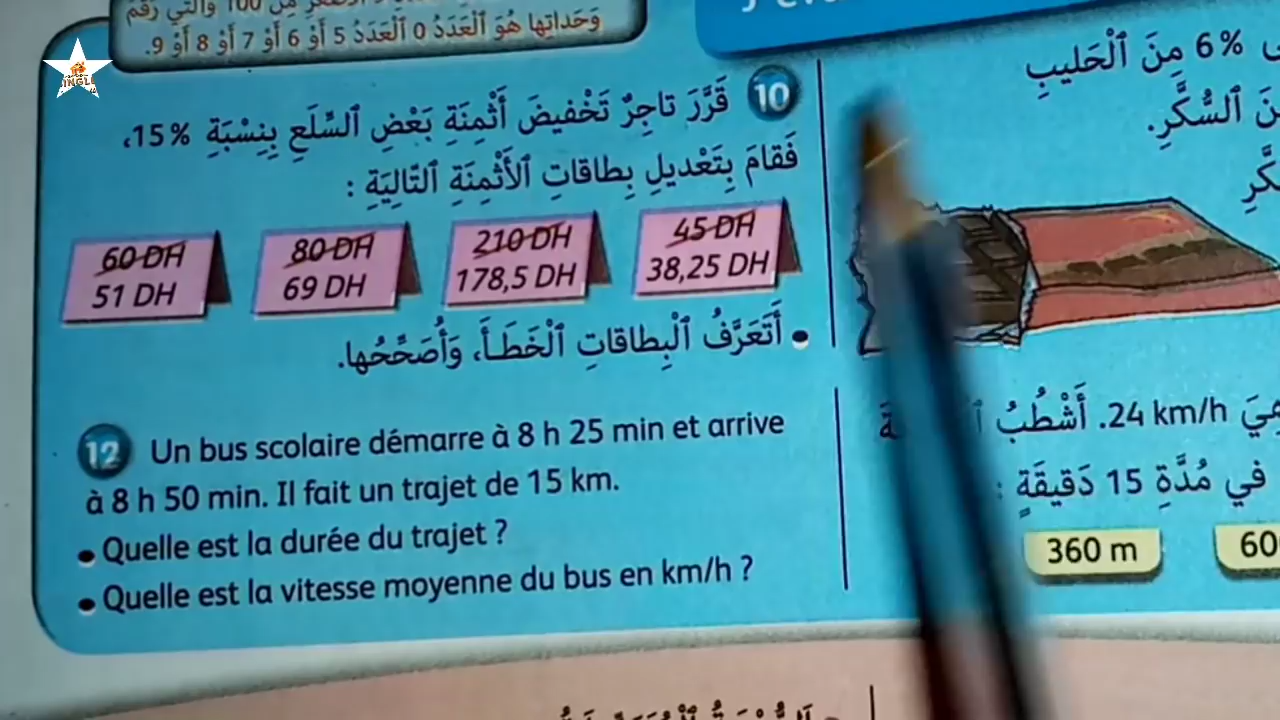 وَحَداتِها هُوَ ٱلْعَدَدُ 0 ٱلْعَدَدُ 5 أَوْ 6 أَوْ 7 أَوْ 8 أَوْ 9.
10 قَرَّرَ تاجِرٌ تَخْفيضَ أَثْمِنَةِ بَعْضِ ٱلسِّلَعِ بِنِسْبَةِ %15،
فَقامَ بِتَعْديلِ بِطاقاتِ ٱلْأَثْمِنَةِ ٱلتّالِيَةِ :
60 DH
51 DH
80 DH
69 DH
210 DH
178,5 DH
45 DH
38,25 DH
• أَتَعَرَّفُ ٱلْبِطاقاتِ ٱلْخَطَأَ، وَأُصَحِّحُها.
12 Un bus scolaire démarre à 8 h 25 min et arrive
à 8 h 50 min. Il fait un trajet de 15 km.
• Quelle est la durée du trajet ?
• Quelle est la vitesse moyenne du bus en km/h ?
6% مِنَ ٱلْحَليبِ
ٱلسُّكَّرِ.
24 km/h. أَشْطُبُ
في مُدَّةِ 15 دَقيقَةٍ :
360 m